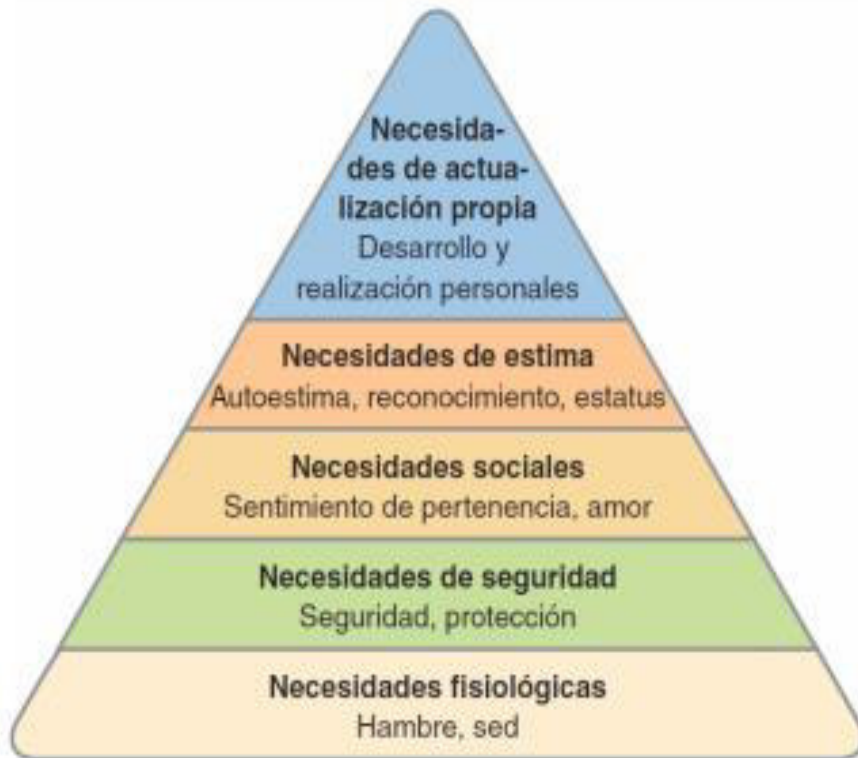 Necesida-
des de actua-
lización propia
Desarrollo y
realización personales
Necesidades de estima
Autoestima, reconocimiento, estatus
Necesidades sociales
Sentimiento de pertenencia, amor
Necesidades de seguridad
Seguridad, protección
Necesidades fisiológicas
Hambre, sed